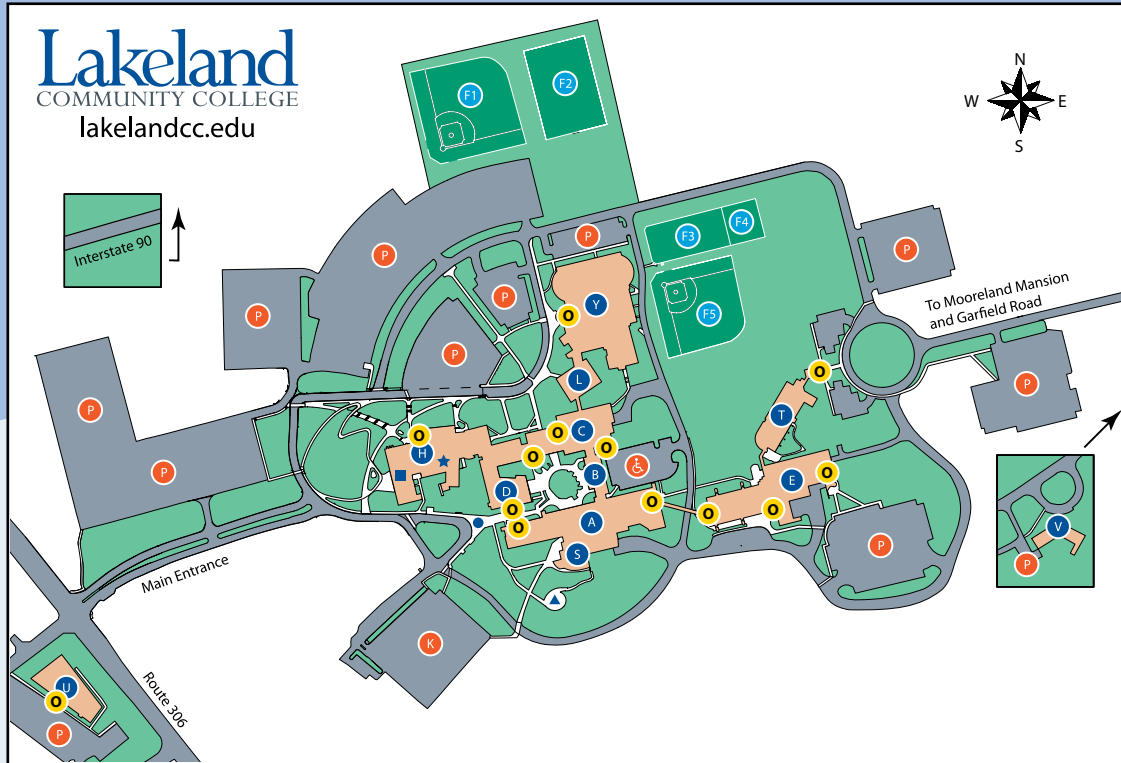 Lakeland
COMMUNITY COLLEGE
lakelandcc.edu
N
W E
S
F1
F2
F3
F4
F5
Interstate 90
P
P
P
P
P
P
To Mooreland Mansion
and Garfield Road
Y
O
L
O
T
P
P
P
O
H
O
C
O
O
B
D
O
O
A
S
O
O
E
O
O
P
V
P
Main Entrance
K
Route 306
U
O
P